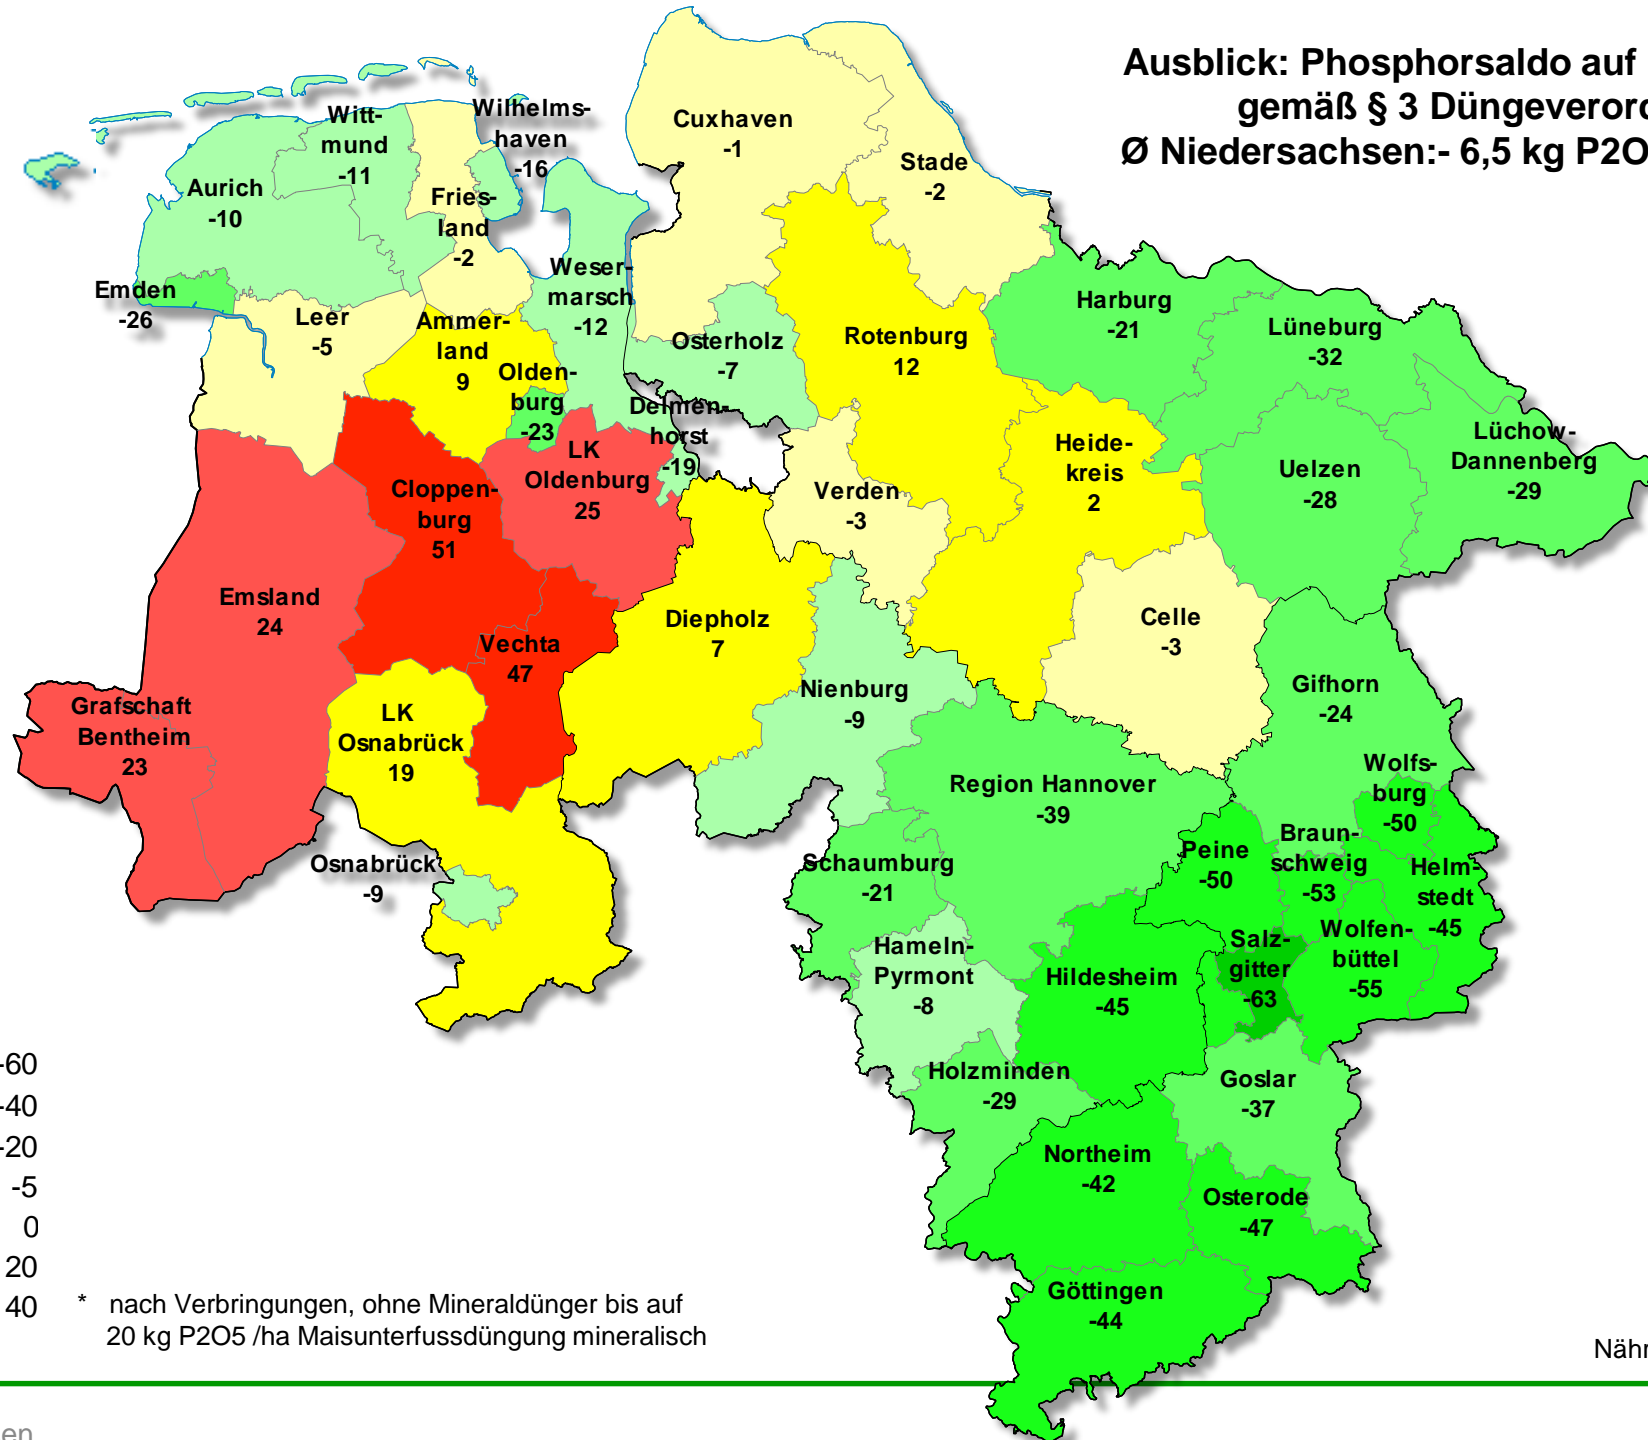 Ausblick: Phosphorsaldo auf
gemäß § 3 Düngeverord
Ø Niedersachsen:- 6,5 kg P2O
Cuxhaven
-1
Stade
-2
Witt-
mund
-11
Wilhelms-
haven
-16
Aurich
-10
Fries-
land
-2
Emden
-26
Leer
-5
Ammer-
land
9
Weser-
marsch
-12
Osterholz
-7
Rotenburg
12
Harburg
-21
Lüneburg
-32
Olden-
burg
-23
Delmen-
horst
-19
LK
Oldenburg
25
Cloppen-
burg
51
Verden
-3
Heide-
kreis
2
Uelzen
-28
Lüchow-
Dannenberg
-29
Emsland
24
Vechta
47
Diepholz
7
Celle
-3
Grafschaft
Bentheim
23
LK
Osnabrück
19
Nienburg
-9
Gifhorn
-24
Region Hannover
-39
Wolfs-
burg
-50
Osnabrück
-9
Schaumburg
-21
Peine
-50
Braun-
schweig
-53
Helm-
stedt
-45
Hameln-
Pyrmont
-8
Hildesheim
-45
Salz-
gitter
-63
Wolfen-
büttel
-55
Holzminden
-29
Goslar
-37
Northeim
-42
Osterode
-47
Göttingen
-44
-60
-40
-20
-5
0
20
40
* nach Verbringungen, ohne Mineraldünger bis auf
20 kg P2O5 /ha Maisunterfussdüngung mineralisch
Nähr
en